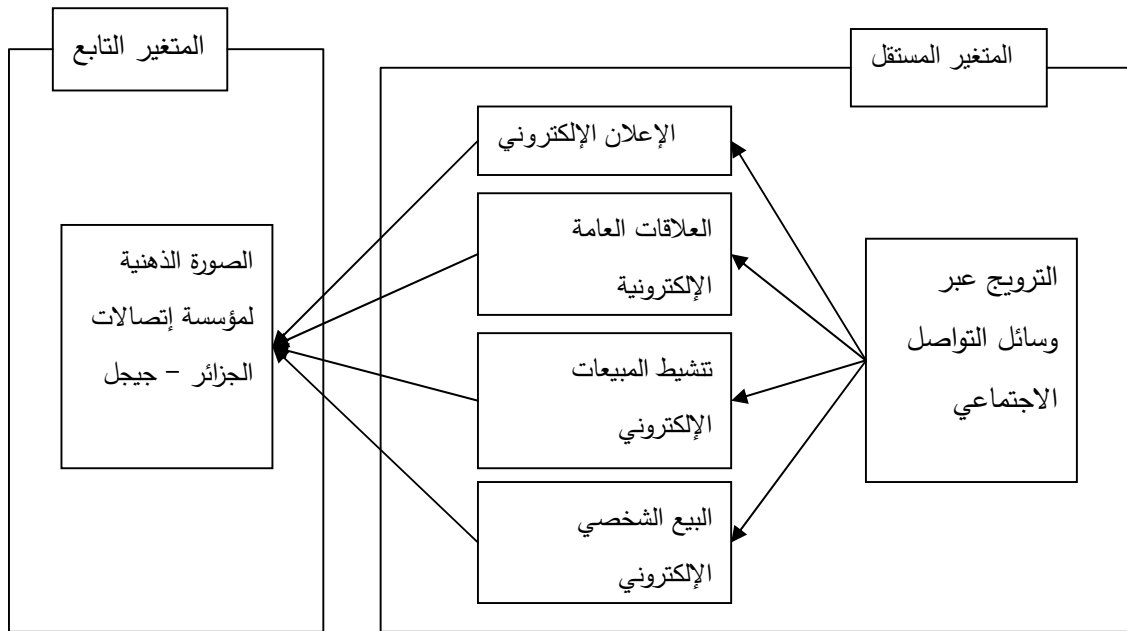 المتغير المستقل
المتغير التابع
الترويج عبر
وسائل التواصل
الاجتماعي
الإعلان الإلكتروني
العلاقات العامة
الإلكترونية
تنشيط المبيعات
الإلكتروني
البيع الشخصي
الإلكتروني
الصورة الذهنية
لمؤسسة إتصالات
الجزائر – جيجل